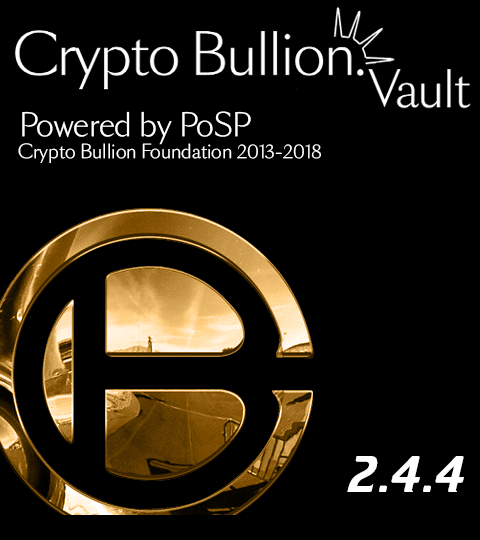 Crypto Bullion.
Vault
Powered by PoSP
Crypto Bullion Foundation 2013-2018
2.4.4